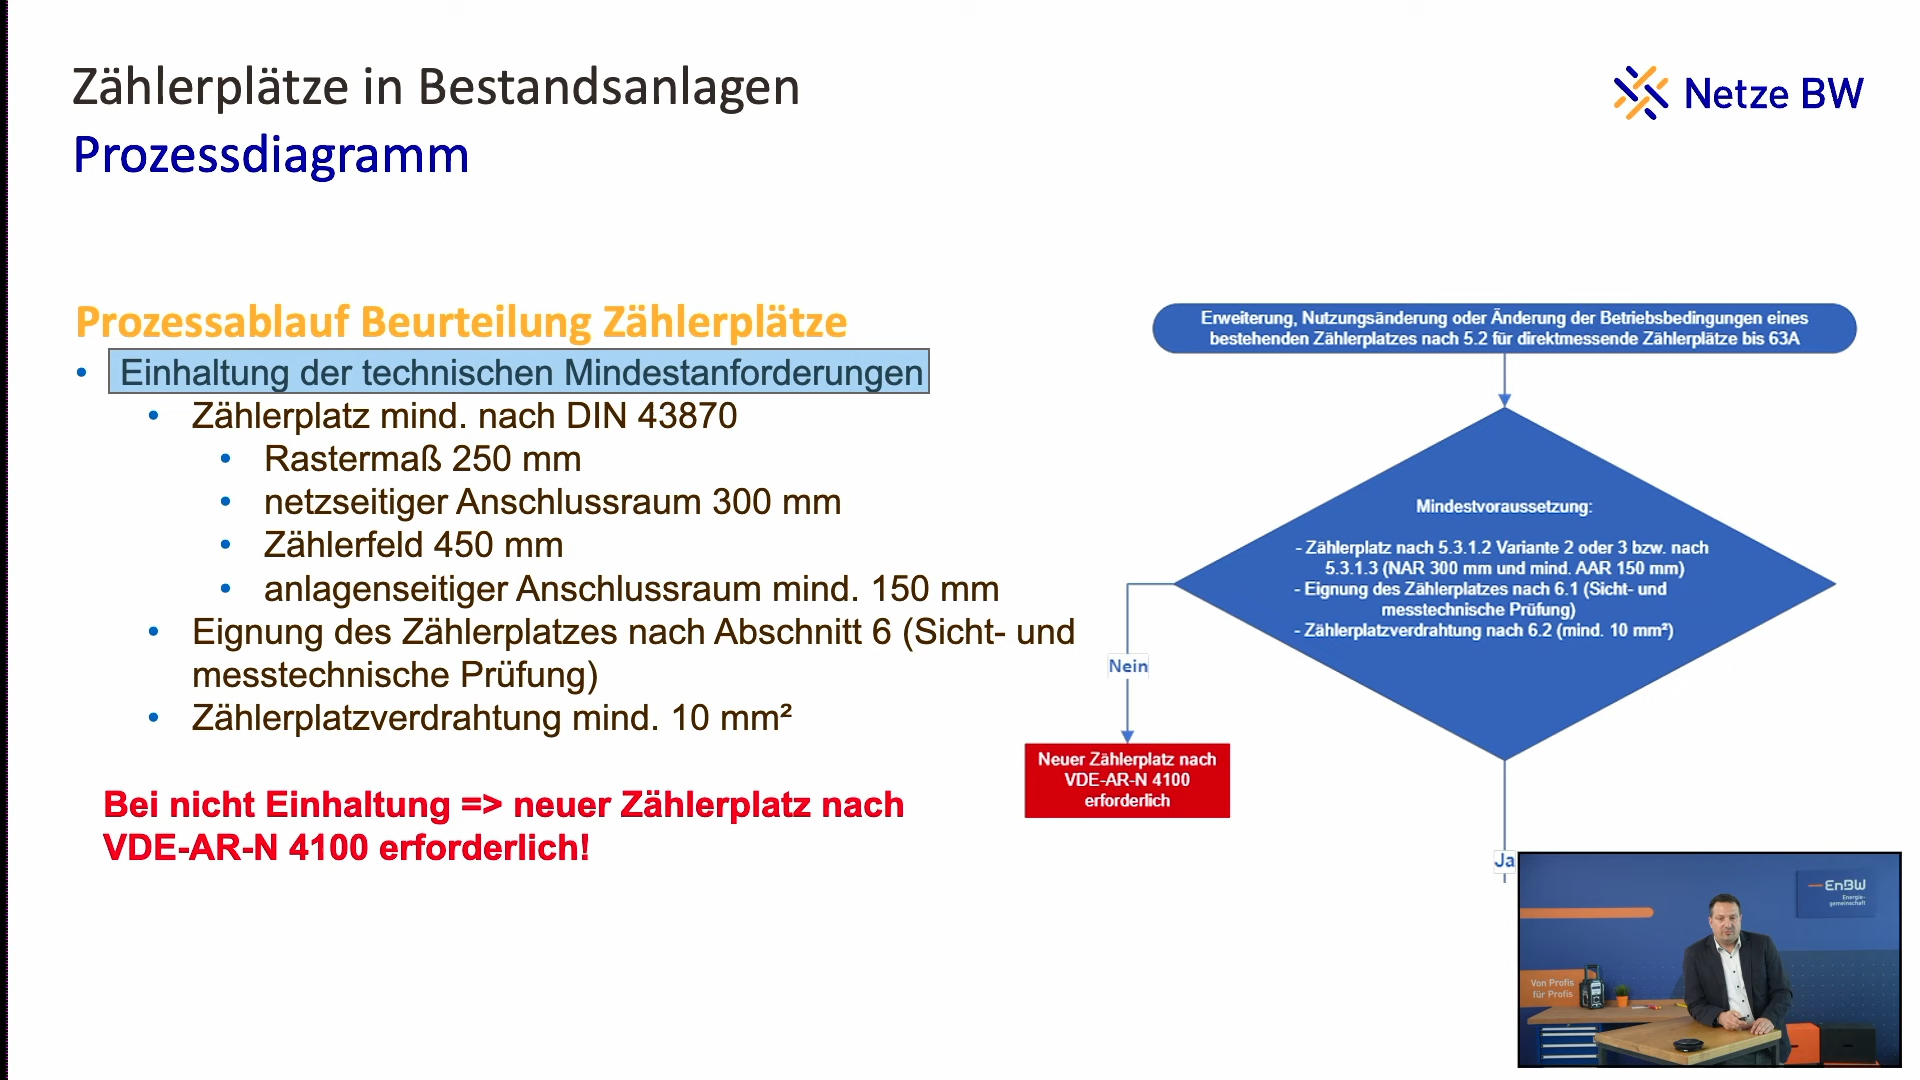 Zählerplätze in Bestandsanlagen
Prozessdiagramm
Netze BW
Prozessablauf Beurteilung Zählerplätze
• Einhaltung der technischen Mindestanforderungen
• Zählerplatz mind. nach DIN 43870
• Rastermaß 250 mm
• netzseitiger Anschlussraum 300 mm
• Zählerfeld 450 mm
• anlagenseitiger Anschlussraum mind. 150 mm
• Eignung des Zählerplatzes nach Abschnitt 6 (Sicht- und
messtechnische Prüfung)
• Zählerplatzverdrahtung mind. 10 mm²
Bei nicht Einhaltung => neuer Zählerplatz nach
VDE-AR-N 4100 erforderlich!
Erweiterung, Nutzungsänderung oder Änderung der Betriebsbedingungen eines
bestehenden Zählerplatzes nach 5.2 für direktmessende Zählerplätze bis 63A
Mindestvoraussetzung:
- Zählerplatz nach 5.3.1.2 Variante 2 oder 3 bzw. nach
5.3.1.3 (NAR 300 mm und mind. AAR 150 mm)
- Eignung des Zählerplatzes nach 6.1 (Sicht- und
messtechnische Prüfung)
- Zählerplatzverdrahtung nach 6.2 (mind. 10 mm²)
Nein
Neuer Zählerplatz nach
VDE-AR-N 4100
erforderlich
Ja
EnBW
Energie-
gemeinschaft
Von Profis
für Profis